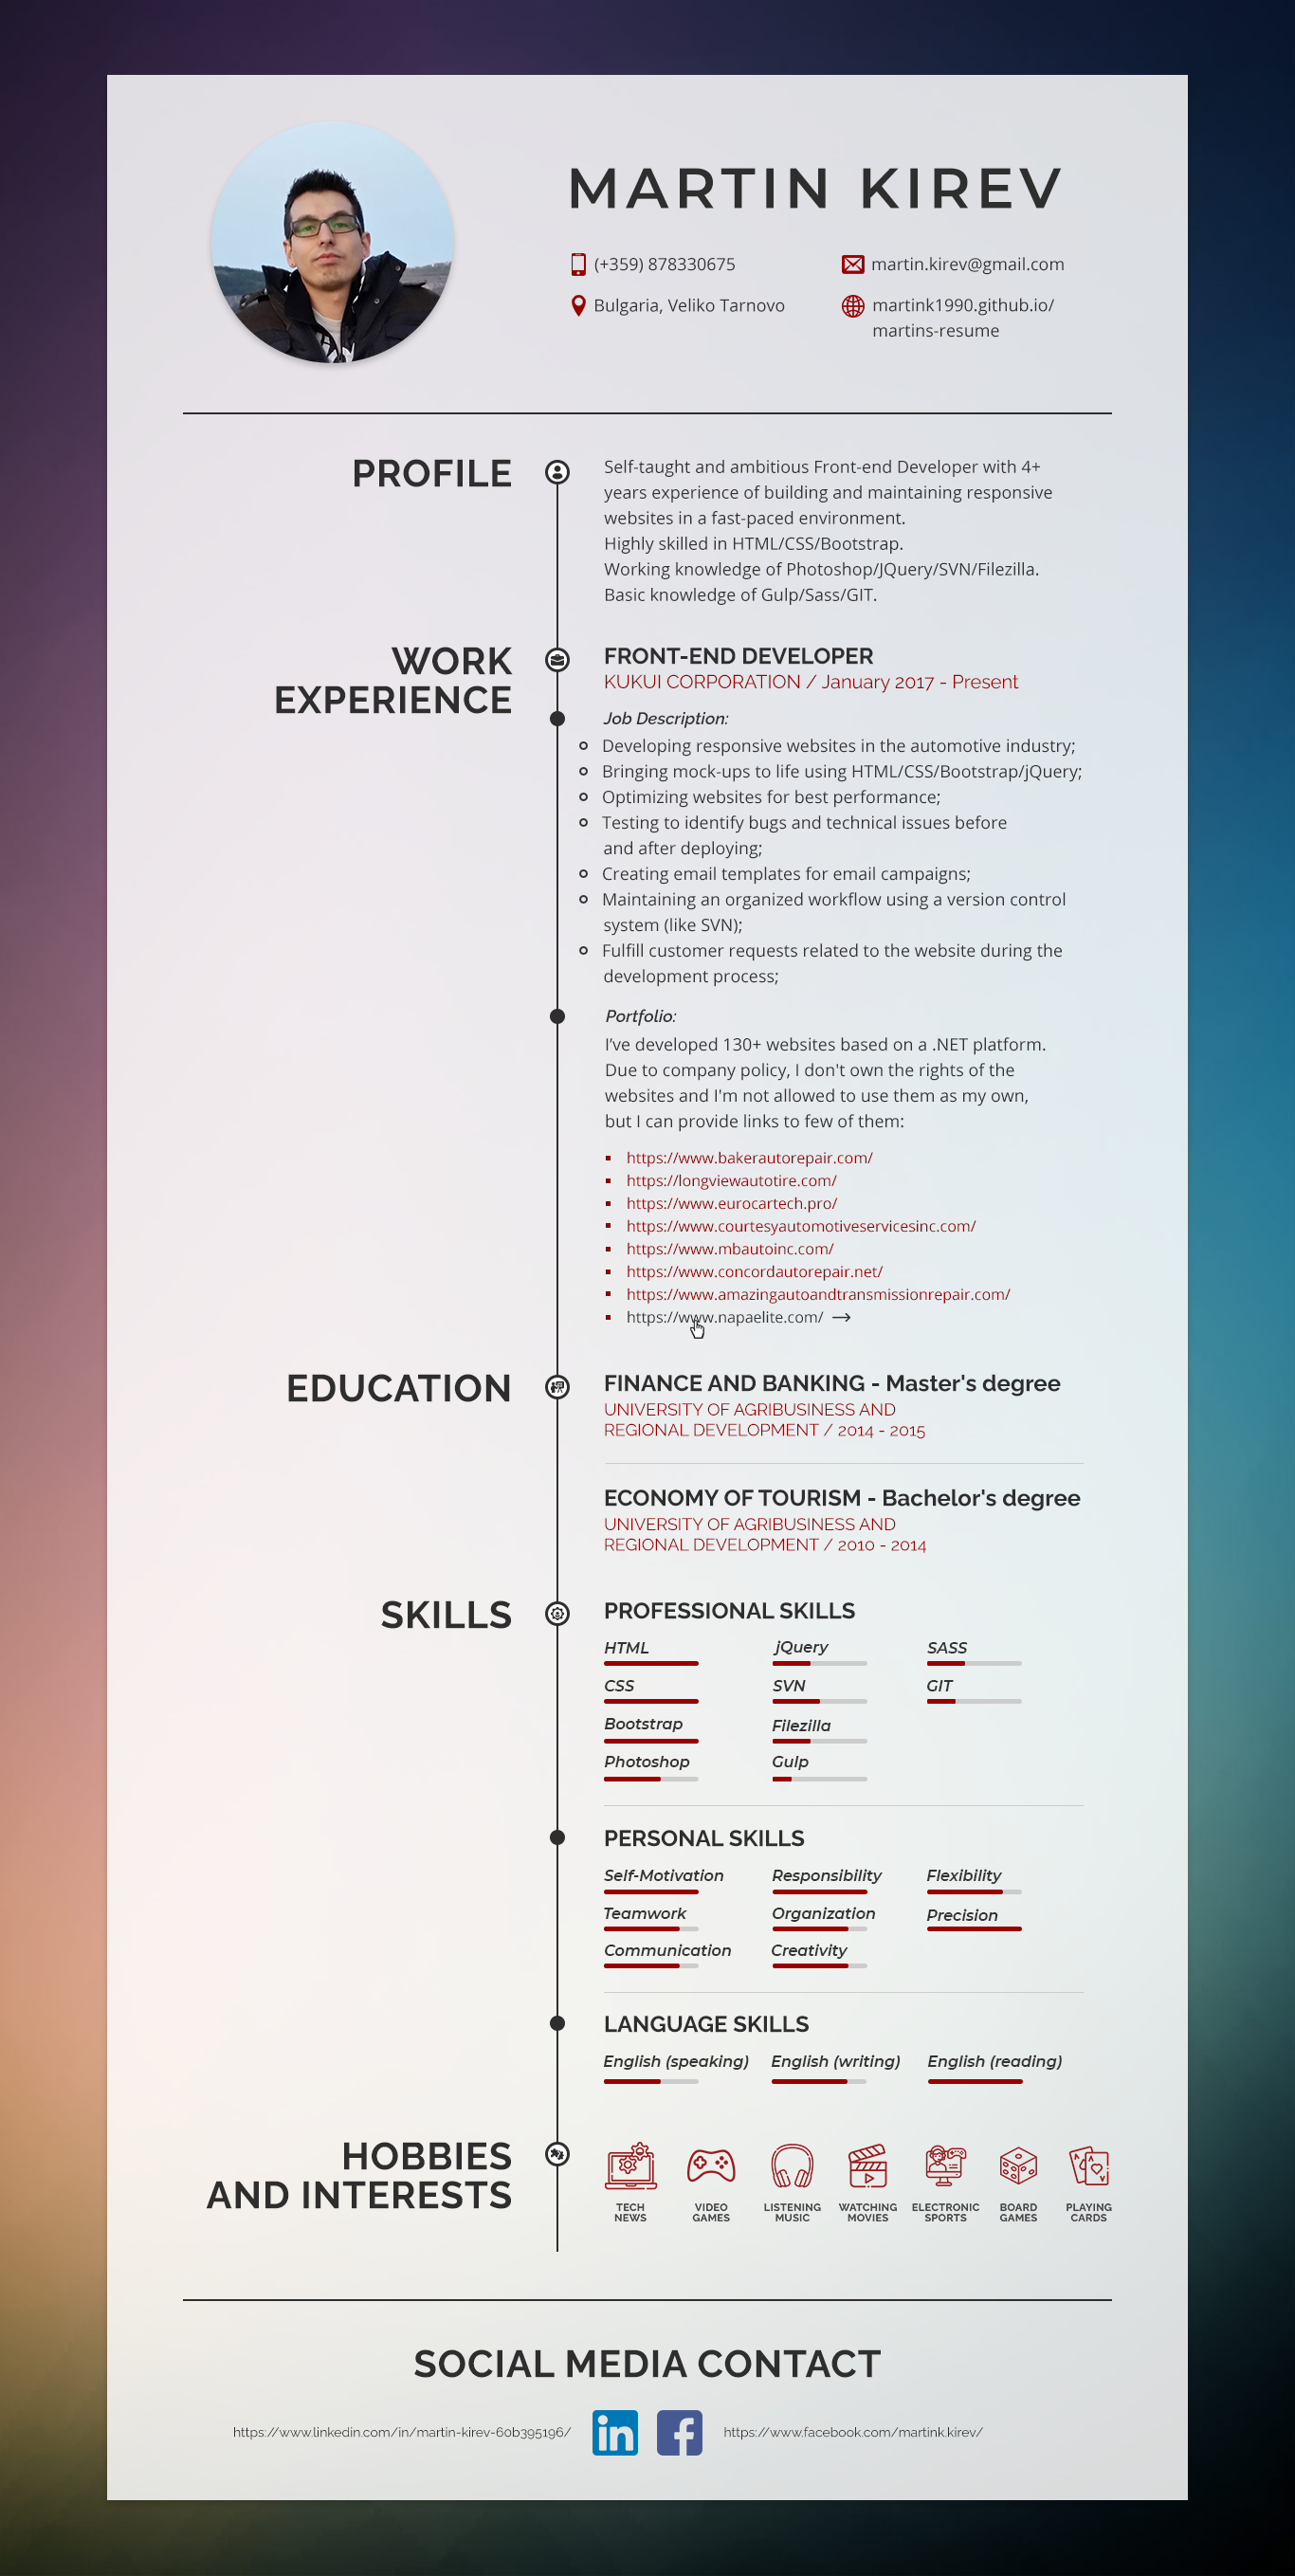 MARTIN KIREV
(+359) 878330675
martin.kirev@gmail.com
Bulgaria, Veliko Tarnovo
martink1990.github.io/
martins-resume
PROFILE
Self-taught and ambitious Front-end Developer with 4+
years experience of building and maintaining responsive
websites in a fast-paced environment.
Highly skilled in HTML/CSS/Bootstrap.
Working knowledge of Photoshop/JQuery/SVN/Filezilla.
Basic knowledge of Gulp/Sass/GIT.
WORK
EXPERIENCE
FRONT-END DEVELOPER
KUKUI CORPORATION / January 2017 - Present
Job Description:
Developing responsive websites in the automotive industry;
Bringing mock-ups to life using HTML/CSS/Bootstrap/jQuery;
Optimizing websites for best performance;
Testing to identify bugs and technical issues before
and after deploying;
Creating email templates for email campaigns;
Maintaining an organized workflow using a version control
system (like SVN);
Fulfill customer requests related to the website during the
development process;
Portfolio:
I've developed 130+ websites based on a .NET platform.
Due to company policy, I don't own the rights of the
websites and I'm not allowed to use them as my own,
but I can provide links to few of them:
https://www.bakerautorepair.com/
https://longviewautotire.com/
https://www.eurocartech.pro/
https://www.courtesyautomotiveservicesinc.com/
https://www.mbautoinc.com/
https://www.concordautorepair.net/
https://www.amazingautoandtransmissionrepair.com/
https://www.napaelite.com/ →
EDUCATION
FINANCE AND BANKING - Master's degree
UNIVERSITY OF AGRIBUSINESS AND
REGIONAL DEVELOPMENT / 2014 - 2015
ECONOMY OF TOURISM - Bachelor's degree
UNIVERSITY OF AGRIBUSINESS AND
REGIONAL DEVELOPMENT / 2010 - 2014
SKILLS
PROFESSIONAL SKILLS
HTML jQuery SASS
CSS SVN GIT
Bootstrap Filezilla
Photoshop Gulp
PERSONAL SKILLS
Self-Motivation Responsibility Flexibility
Teamwork Organization Precision
Communication Creativity
LANGUAGE SKILLS
English (speaking) English (writing) English (reading)
HOBBIES
AND INTERESTS
TECH
NEWS
VIDEO
GAMES
LISTENING
MUSIC
WATCHING
MOVIES
ELECTRONIC
SPORTS
BOARD
GAMES
PLAYING
CARDS
SOCIAL MEDIA CONTACT
https://www.linkedin.com/in/martin-kirev-60b395196/
in
f
https://www.facebook.com/martink.kirev/